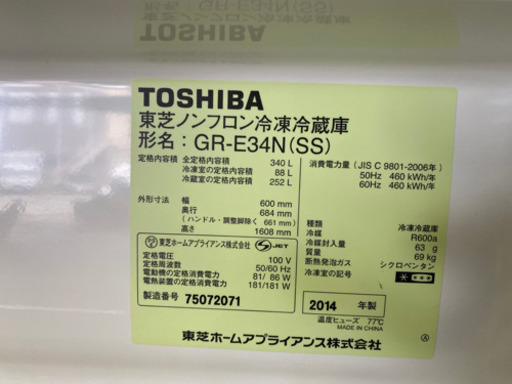 形名：GR-E34N(SS)
TOSHIBA
東芝ノンフロン冷凍冷蔵庫
形名：GR-E34N(SS)
定格内容積 全定格内容積 340 L
冷凍室の定格内容積 88 L
冷蔵室の定格内容積 252 L
外形寸法 幅 600 mm
奥行 684 mm
(ハンドル・調整脚除く 661 mm)
高さ 1608 mm
東芝ホームアプライアンス株式会社 S JET
定格電圧 100 V
定格周波数 50/60 Hz
電動機の定格消費電力 81/ 86 W
電熱装置の定格消費電力 181/181 W
製造番号 75072071
消費電力量 (JIS C 9801-2006年)
50Hz 460 kWh/年
60Hz 460 kWh/年
種類 冷凍冷蔵庫
冷媒 R600a
冷媒封入量 63 g
質量 69 kg
断熱発泡ガス シクロペンタン
冷凍室の記号
2014 年製
温度ヒューズ 77℃
MADE IN CHINA
東芝ホームアプライアンス株式会社 Ⓐ